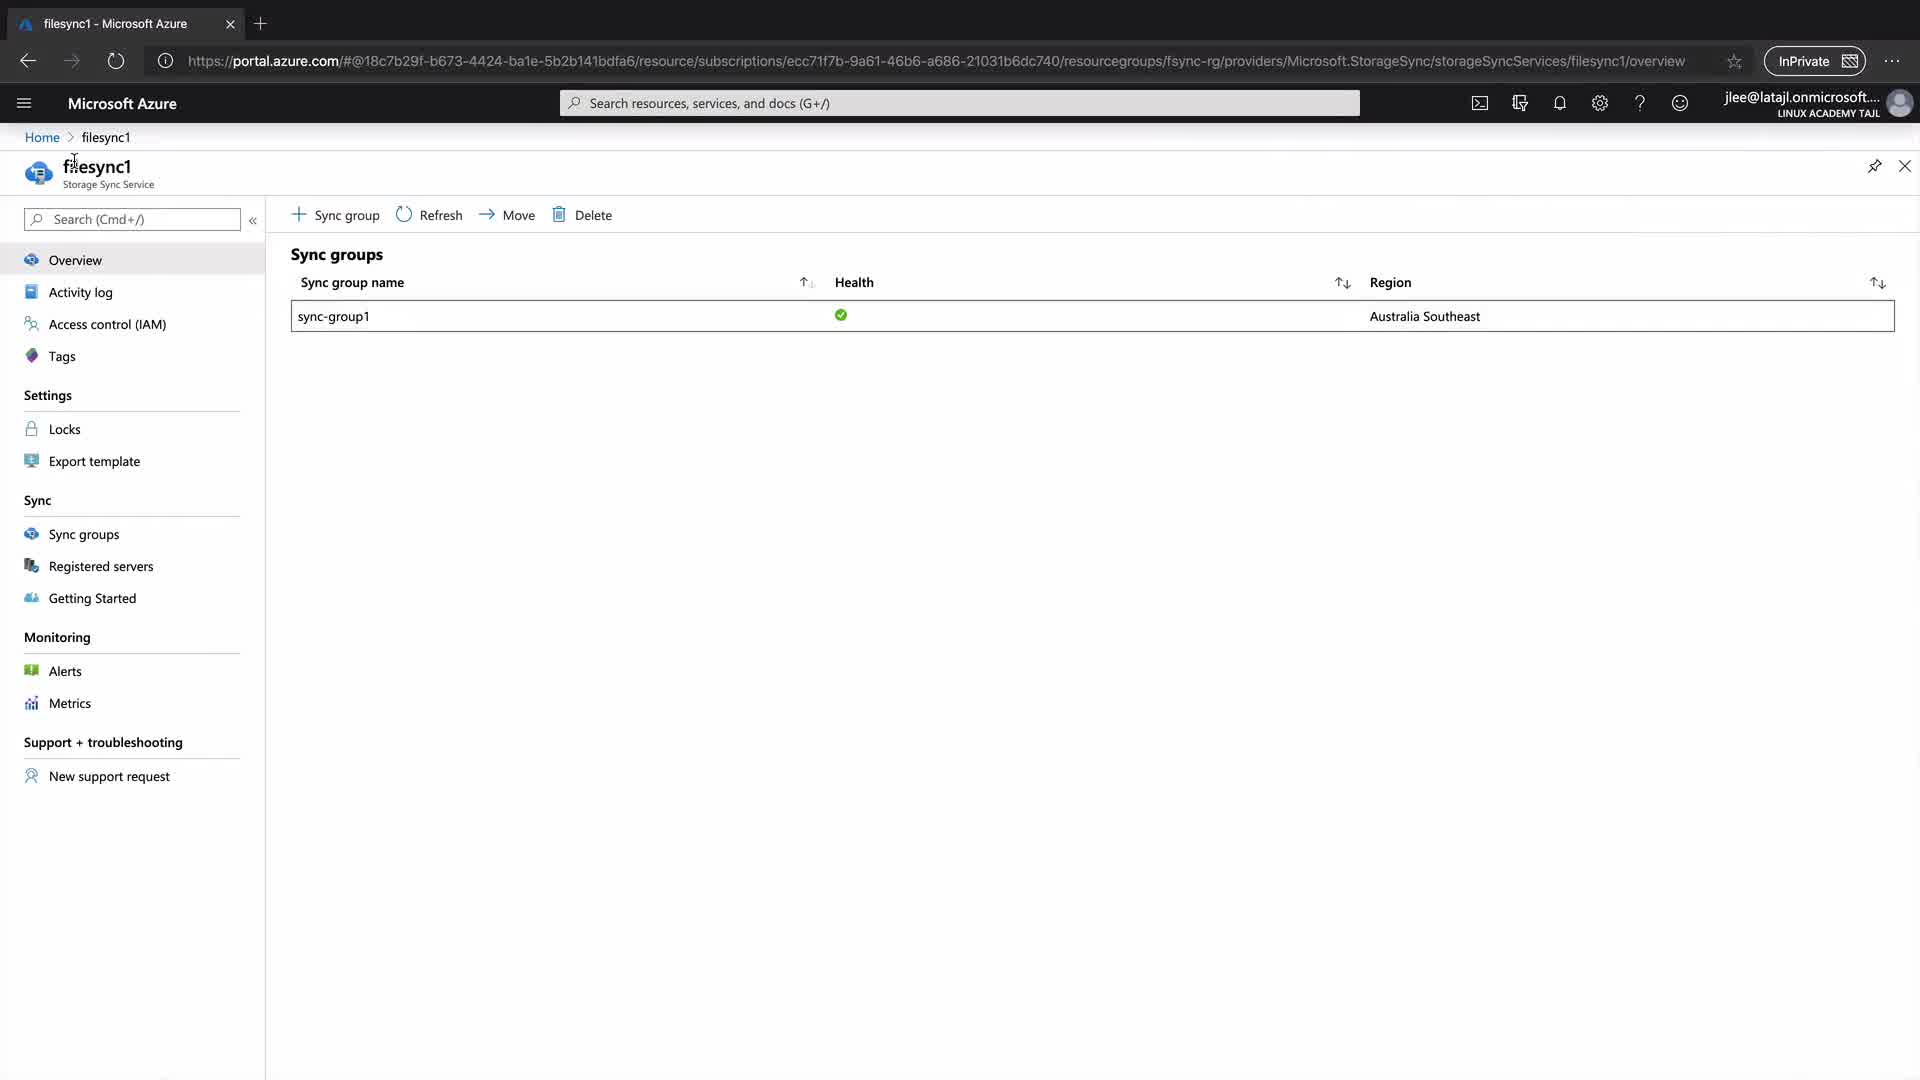 filesync1 - Microsoft Azure
https://portal.azure.com/#@18c7b29f-b673-4424-ba1e-5b2b141bdfa6/resource/subscriptions/ecc71f7b-9a61-46b6-a686-21031b6dc740/resourcegroups/fsync-rg/providers/Microsoft.StorageSync/storageSyncServices/filesync1/overview
InPrivate
Microsoft Azure
Search resources, services, and docs (G+/)
jlee@latajl.onmicrosoft....
LINUX ACADEMY TAJL
Home > filesync1
filesync1
Storage Sync Service
Search (Cmd+/)
«
Sync group
Refresh
Move
Delete
Overview
Activity log
Access control (IAM)
Tags
Settings
Locks
Export template
Sync
Sync groups
Registered servers
Getting Started
Monitoring
Alerts
Metrics
Support + troubleshooting
New support request
Sync groups
Sync group name Health Region
sync-group1 Australia Southeast